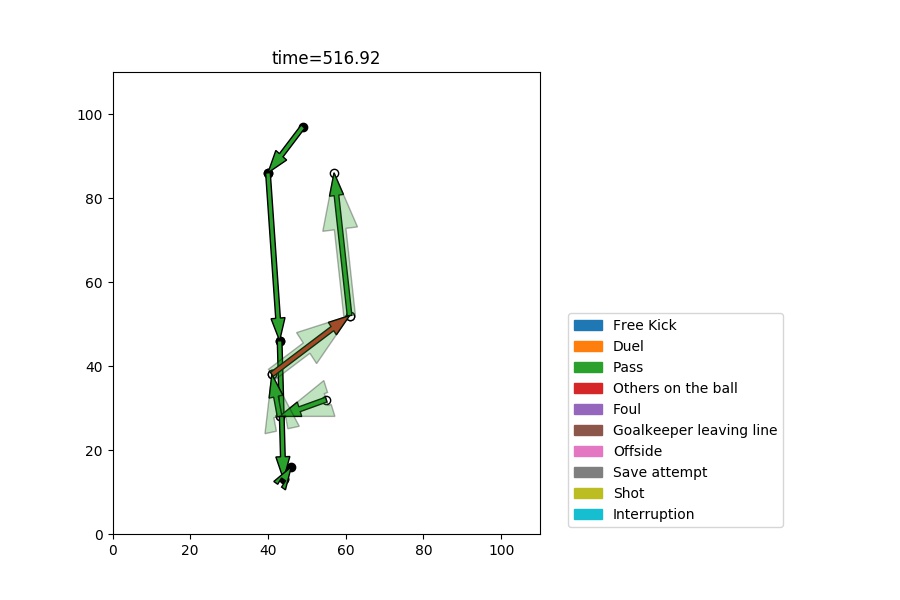 time=516.92
100
80
60
40
20
0
0
20
40
60
80
100
Free Kick
Duel
Pass
Others on the ball
Foul
Goalkeeper leaving line
Offside
Save attempt
Shot
Interruption